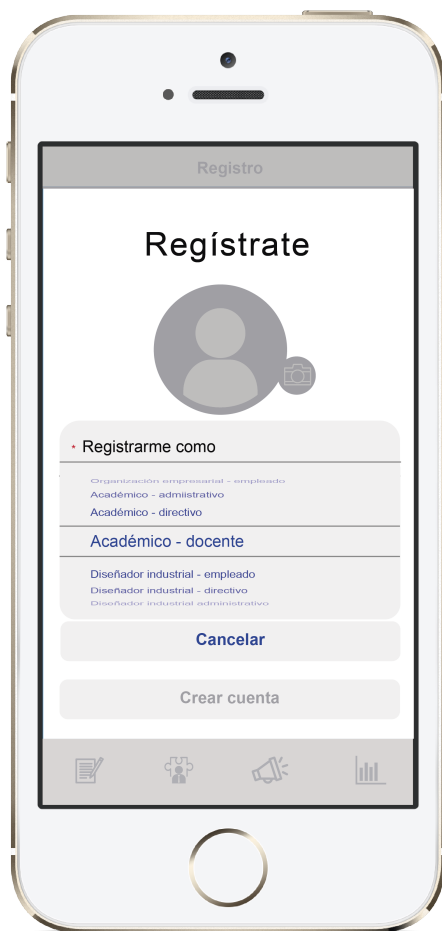 Registro
Regístrate
* Registrarme como
Organización empresarial - empleado
Académico - admiistrativo
Académico - directivo
Académico - docente
Diseñador industrial - empleado
Diseñador industrial - directivo
Diseñador industrial administrativo
Cancelar
Crear cuenta